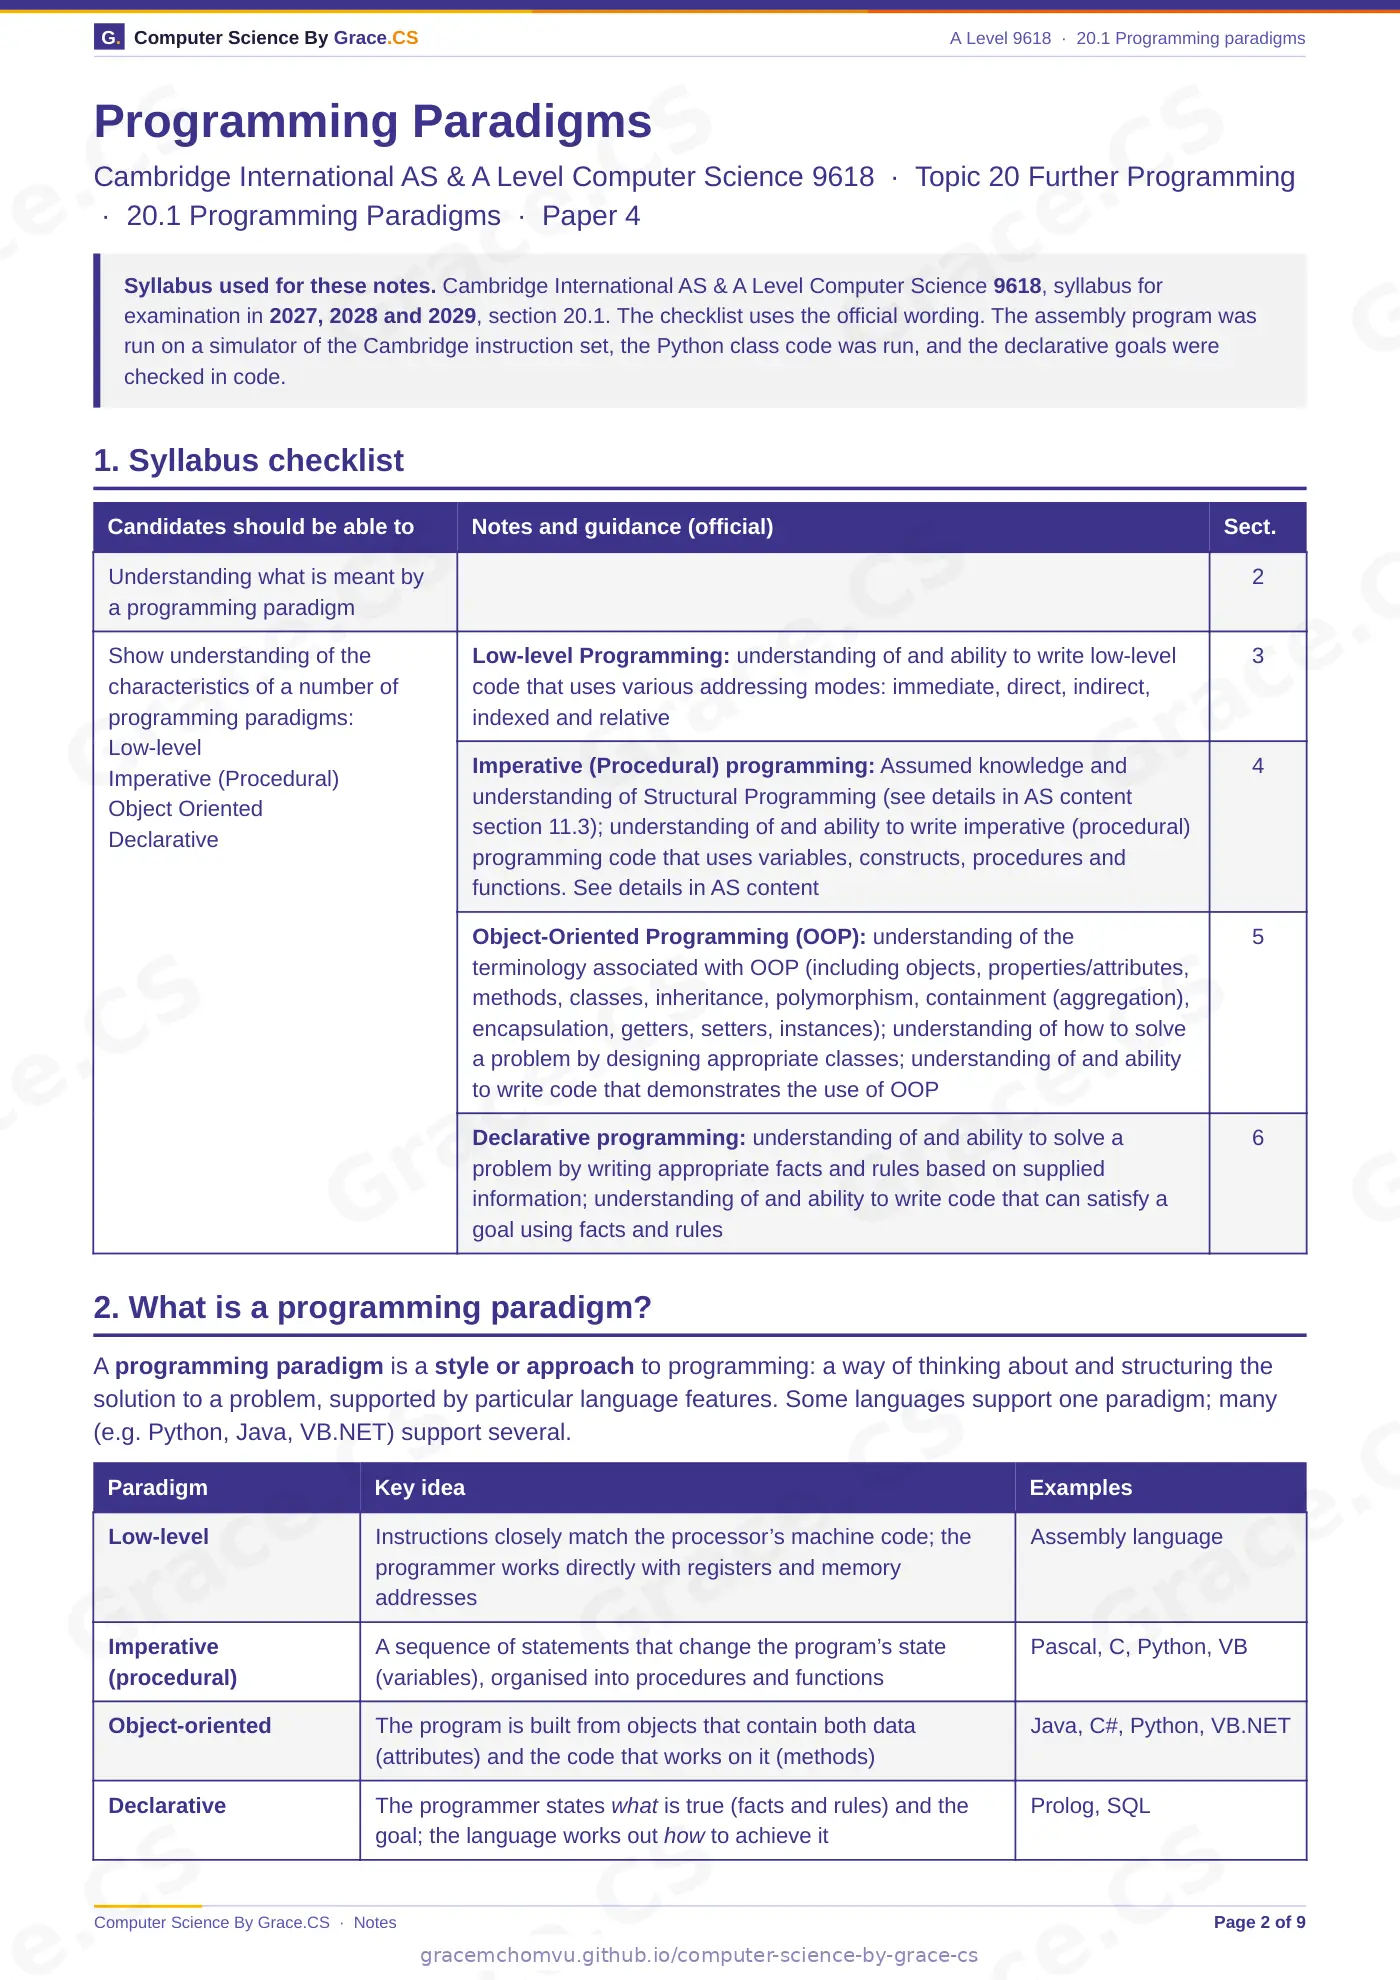 G. Computer Science By Grace.CS
A Level 9618 · 20.1 Programming paradigms
Programming Paradigms
Cambridge International AS & A Level Computer Science 9618 · Topic 20 Further Programming
· 20.1 Programming Paradigms · Paper 4
Syllabus used for these notes. Cambridge International AS & A Level Computer Science 9618, syllabus for
examination in 2027, 2028 and 2029, section 20.1. The checklist uses the official wording. The assembly program was
run on a simulator of the Cambridge instruction set, the Python class code was run, and the declarative goals were
checked in code.
1. Syllabus checklist
Candidates should be able to
Notes and guidance (official)
Sect.
Understanding what is meant by
a programming paradigm
2
Show understanding of the
characteristics of a number of
programming paradigms:
Low-level
Imperative (Procedural)
Object Oriented
Declarative
Low-level Programming: understanding of and ability to write low-level
code that uses various addressing modes: immediate, direct, indirect,
indexed and relative
3
Imperative (Procedural) programming: Assumed knowledge and
understanding of Structural Programming (see details in AS content
section 11.3); understanding of and ability to write imperative (procedural)
programming code that uses variables, constructs, procedures and
functions. See details in AS content
4
Object-Oriented Programming (OOP): understanding of the
terminology associated with OOP (including objects, properties/attributes,
methods, classes, inheritance, polymorphism, containment (aggregation),
encapsulation, getters, setters, instances); understanding of how to solve
a problem by designing appropriate classes; understanding of and ability
to write code that demonstrates the use of OOP
5
Declarative programming: understanding of and ability to solve a
problem by writing appropriate facts and rules based on supplied
information; understanding of and ability to write code that can satisfy a
goal using facts and rules
6
2. What is a programming paradigm?
A programming paradigm is a style or approach to programming: a way of thinking about and structuring the
solution to a problem, supported by particular language features. Some languages support one paradigm; many
(e.g. Python, Java, VB.NET) support several.
Paradigm
Key idea
Examples
Low-level
Instructions closely match the processor’s machine code; the
programmer works directly with registers and memory
addresses
Assembly language
Imperative
(procedural)
A sequence of statements that change the program’s state
(variables), organised into procedures and functions
Pascal, C, Python, VB
Object-oriented
The program is built from objects that contain both data
(attributes) and the code that works on it (methods)
Java, C#, Python, VB.NET
Declarative
The programmer states what is true (facts and rules) and the
goal; the language works out how to achieve it
Prolog, SQL
Computer Science By Grace.CS · Notes
Page 2 of 9
gracemchomvu.github.io/computer-science-by-grace-cs